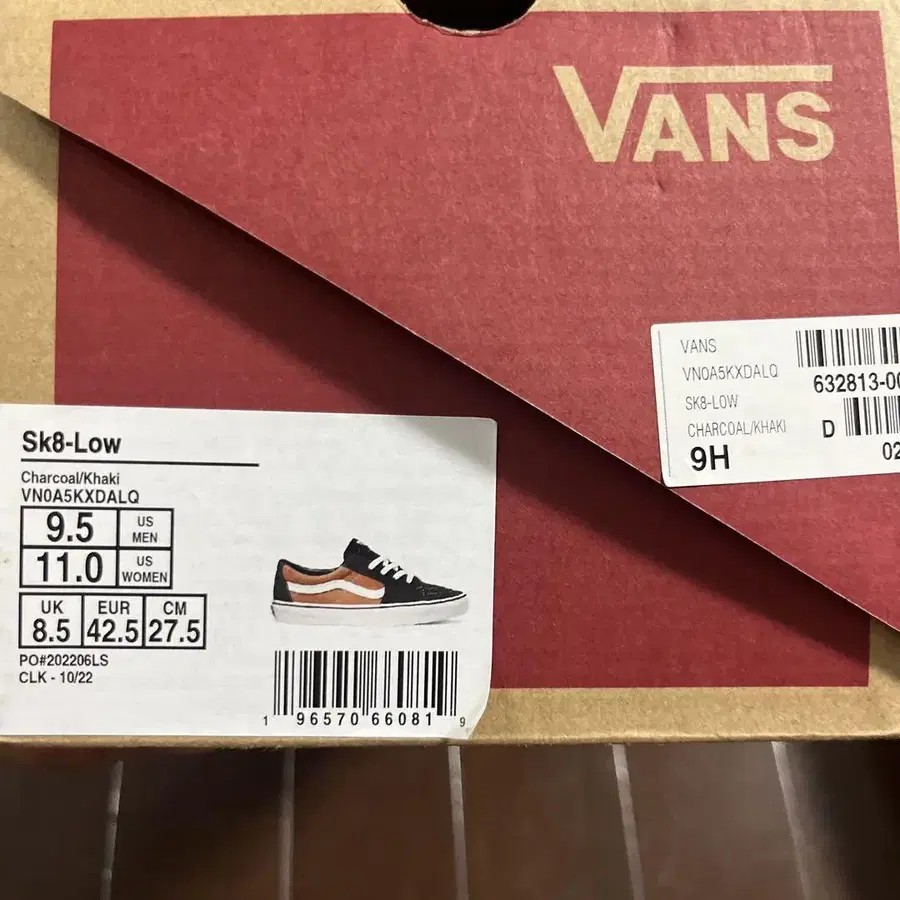 VANS
VANS
VN0A5KXDALQ
632813-00
SK8-LOW
CHARCOAL/KHAKI
D
9H
02
Sk8-Low
Charcoal/Khaki
VN0A5KXDALQ
9.5 US MEN
11.0 US WOMEN
UK EUR CM
8.5 42.5 27.5
PO#202206LS
CLK - 10/22
1 96570 66081 9